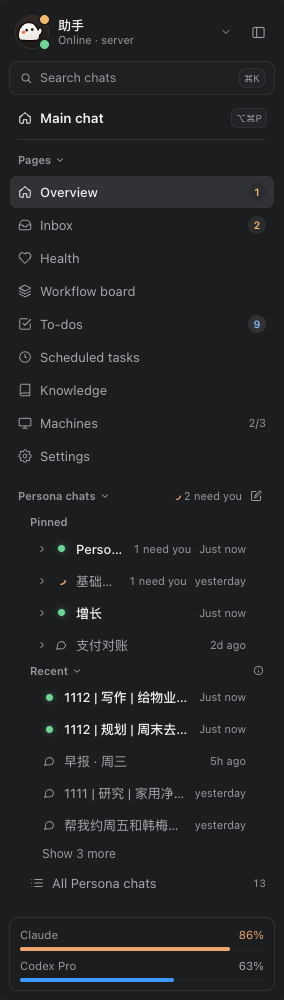 助手
Online · server
Search chats ⌘K
Main chat ⌥⌘P
Pages
Overview 1
Inbox 2
Health
Workflow board
To-dos 9
Scheduled tasks
Knowledge
Machines 2/3
Settings
Persona chats 2 need you
Pinned
Perso... 1 need you Just now
基础... 1 need you yesterday
增长 Just now
支付对账 2d ago
Recent
1112 | 写作 | 给物业... Just now
1112 | 规划 | 周末去... Just now
早报 · 周三 5h ago
1111 | 研究 | 家用净... yesterday
帮我约周五和韩梅... yesterday
Show 3 more
All Persona chats 13
Claude 86%
Codex Pro 63%